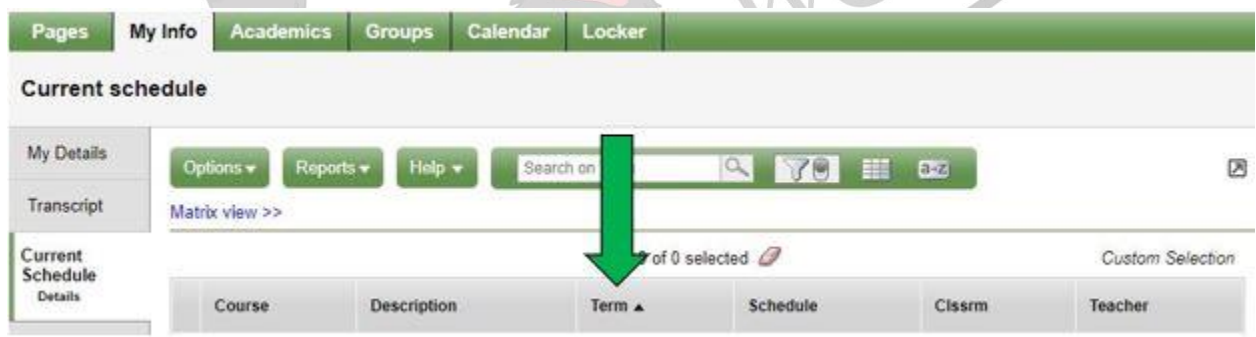 Pages My Info Academics Groups Calendar Locker
Current schedule
My Details
Options Reports Help Search on a-z
Transcript
Matrix view >>
Current
Schedule
Details
of 0 selected Custom Selection
Course Description Term Schedule Clssrm Teacher